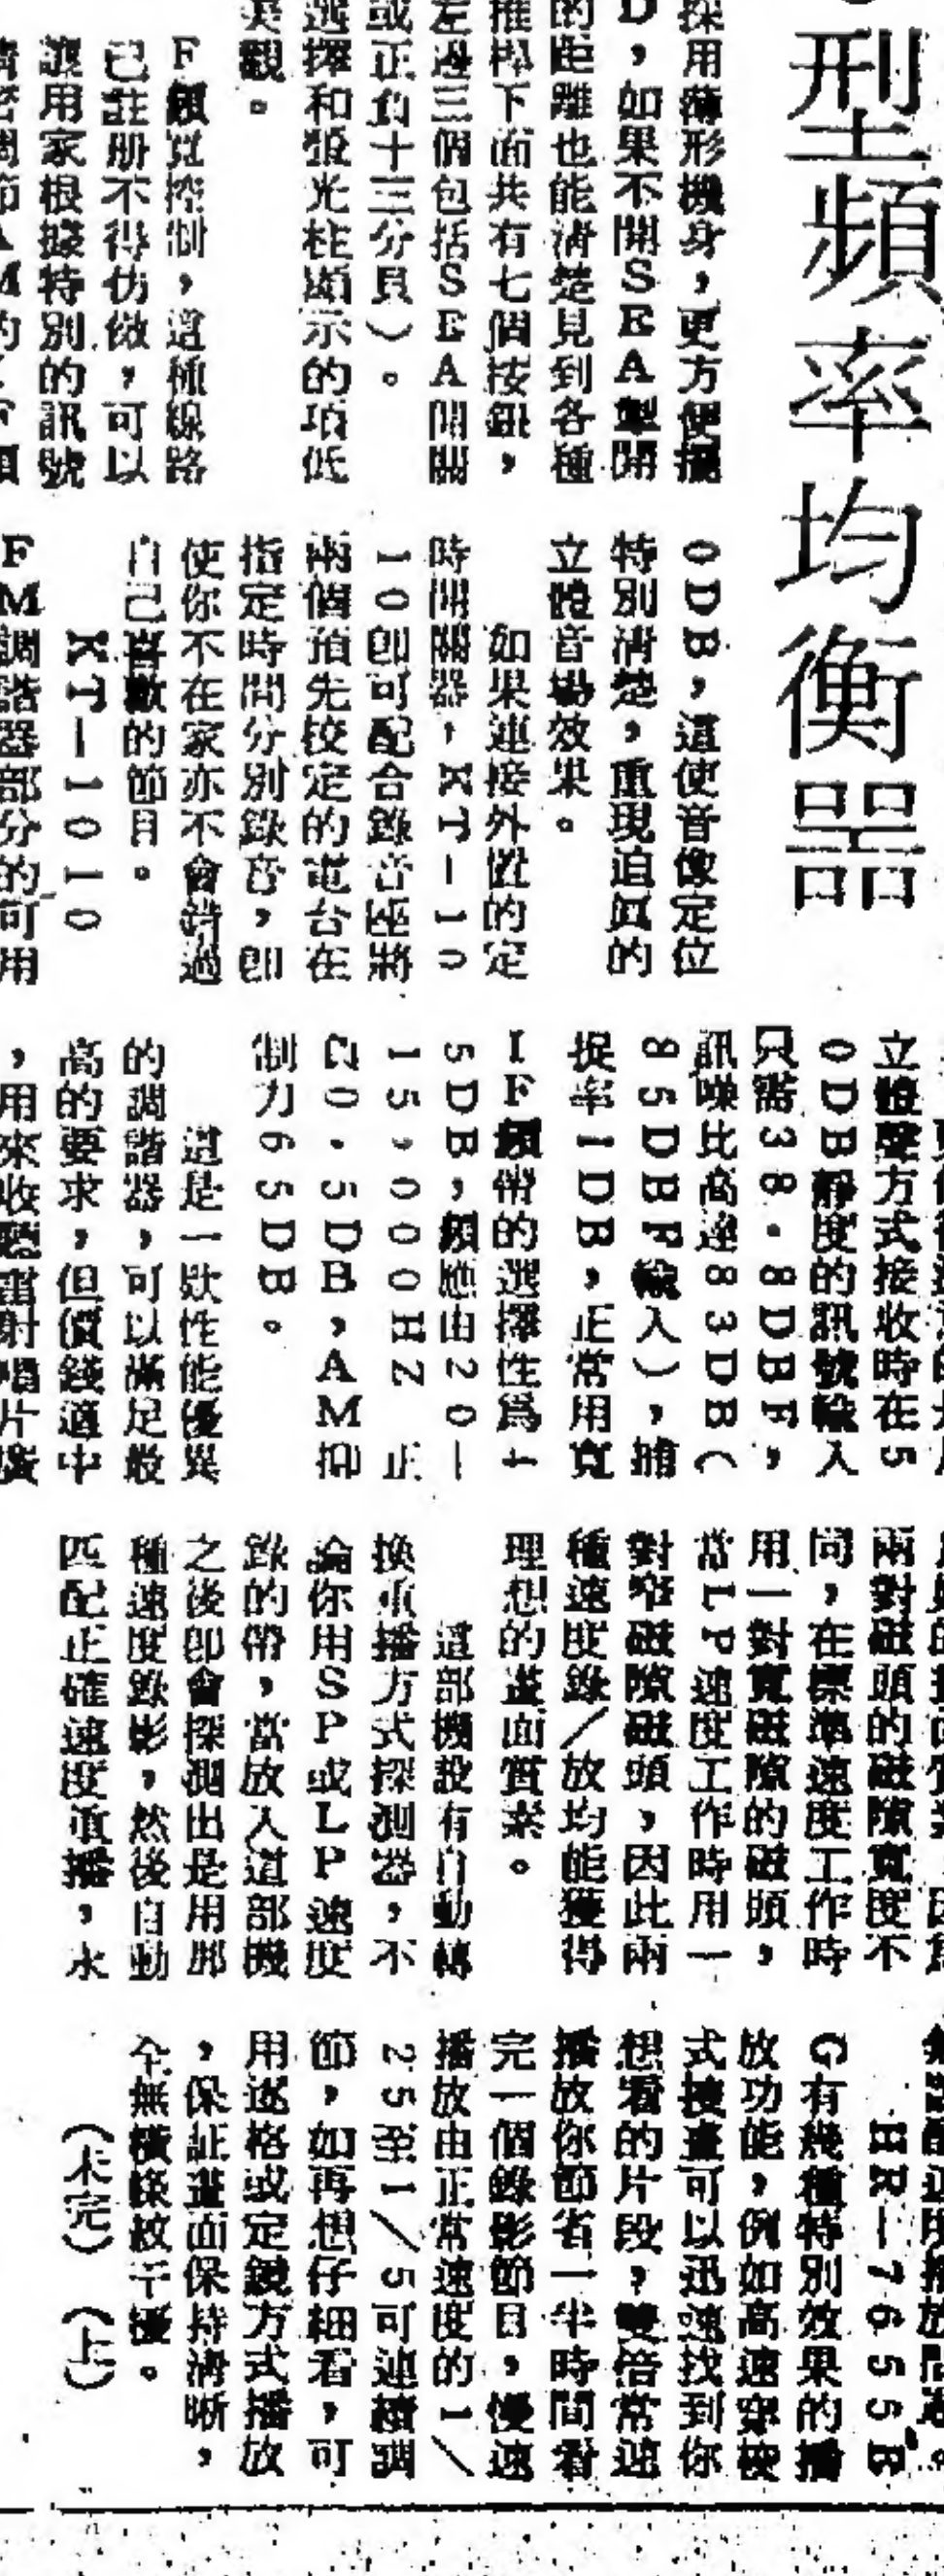 型頻率均衡器
採用薄形機身，更方便擺
D，如果不開SEA掣開
的距離也能清楚見到各種
推桿下面共有七個按鈕，
左邊三個包括SEA開關
或正負十三分貝）。
選擇和螢光柱顯示的項低
美觀。
F頻寬控制，這種線路
已註册不得仿傚，可以
讓用家根據特別的訊號
0DB，這使音像定位
特別清楚，重現迫真的
立體音場效果。
如果連接外置的定
時開關器，KT－10
10卽可配合錄音座將
兩個預先校定的電台在
指定時間分別錄音，卽
使你不在家亦不會錯過
自己喜歡的節目。
KT－1010
FM調諧器部分的可用
立體聲方式接收時在5
0DB靜度的訊號輸入
只需38．8DBF，
訊噪比高達83DB（
85DBF輸入），捕
捉率1DB，正常用寬
IF頻帶的選擇性爲4
5DB，頻應由20－
15，000HZ 正
負0．5DB，AM抑
制力65DB。
這是一欵性能優異
的調諧器，可以滿足較
高的要求，但價錢適中
，用來收聽雷射唱片廣
兩對磁頭的磁隙寬度不
同，在標準速度工作時
用一對寬磁隙的磁頭，
當LP速度工作時用一
對窄磁隙磁頭，因此兩
種速度錄／放均能獲得
理想的畫面質素。
這部機設有自動轉
換重播方式探測器，不
論你用SP或LP速度
錄的帶，當放入這部機
之後卽會探測出是用那
種速度錄影，然後自動
匹配正確速度重播，水
HR－7655B
G有幾種特別效果的播
放功能，例如高速穿梭
式搜畫可以迅速找到你
想看的片段，雙倍常速
播放你節省一半時間看
完一個錄影節目，慢速
播放由正常速度的1／
25至1／5可連續調
節，如再想仔細看，可
用逐格或定鏡方式播放
，保証畫面保持清晰，
全無橫條紋干擾。
（未完）（上）